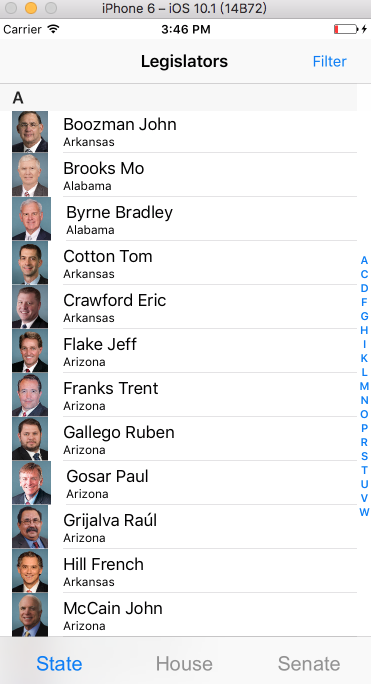 iPhone 6 – iOS 10.1 (14B72)
Carrier 3:46 PM
Legislators Filter
A
Boozman John
Arkansas
Brooks Mo
Alabama
Byrne Bradley
Alabama
Cotton Tom
Arkansas
Crawford Eric
Arkansas
Flake Jeff
Arizona
Franks Trent
Arizona
Gallego Ruben
Arizona
Gosar Paul
Arizona
Grijalva Raúl
Arizona
Hill French
Arkansas
McCain John
Arizona
A
C
D
F
G
H
I
K
L
M
N
O
P
R
S
T
U
V
W
State House Senate